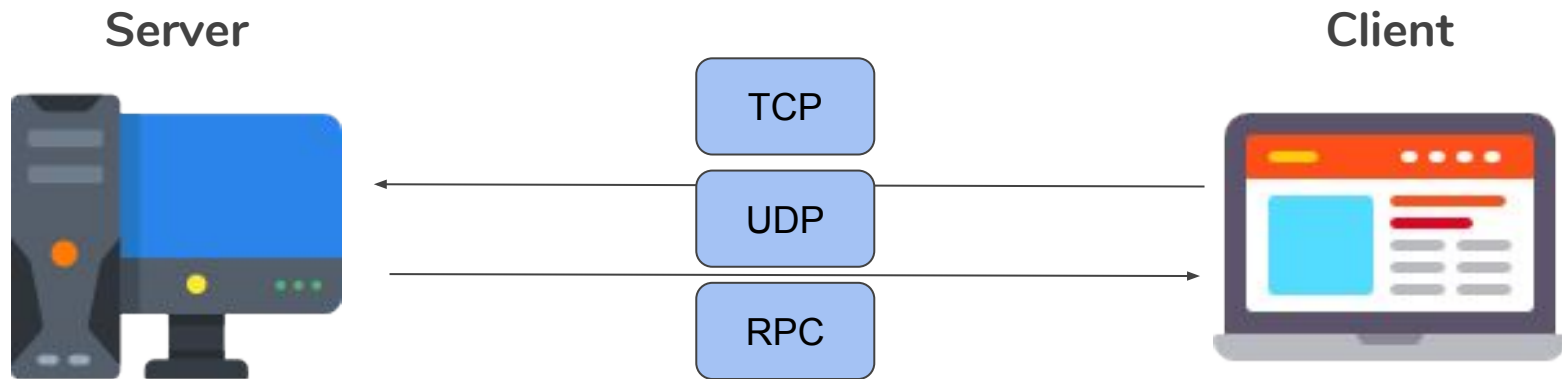 Server
Client
TCP
UDP
RPC